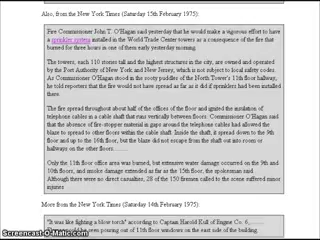 Also, from the New York Times (Saturday 15th February 1975):
Fire Commissioner John T. O'Hagan said yesterday that he would make a vigorous effort to have
a sprinkler system installed in the World Trade Center towers as a consequence of the fire that
burned for three hours in one of them early yesterday morning.
The towers, each 110 stories tall and the highest structures in the city, are owned and operated
by the Port Authority of New York and New Jersey, which is not subject to local safety codes.
As Commissioner O'Hagan stood in the sooty puddle of the North Tower's 11th floor hallway,
he told reporters that the fire would not have spread as far as it did if sprinklers had been installed
there.
The fire spread throughout about half of the offices of the floor and ignited the insulation of
telephone cables in a cable shaft that runs vertically between floors. Commissioner O'Hagan said
that the absence of fire-stopper material in gaps around the telephone cables had allowed the
blaze to spread to other floors within the cable shaft. Inside the shaft, it spread down to the 9th
floor and up to the 16th floor, but the blaze did not escape from the shaft out into room or
hallways on the other floors.........
Only the 11th floor office area was burned, but extensive water damage occurred on the 9th and
10th floors, and smoke damage extended as far as the 15th floor, the spokesman said.
Although there were no direct casualties, 28 of the 150 firemen called to the scene suffered minor
injuries
More from the New York Times (Saturday 14th February 1975):
"It was like fighting a blow torch" according to Captain Harold Kull of Engine Co. 6,.........
seen pouring out of 11th floor windows on the east side of the building.
Screencast-O-Matic.com